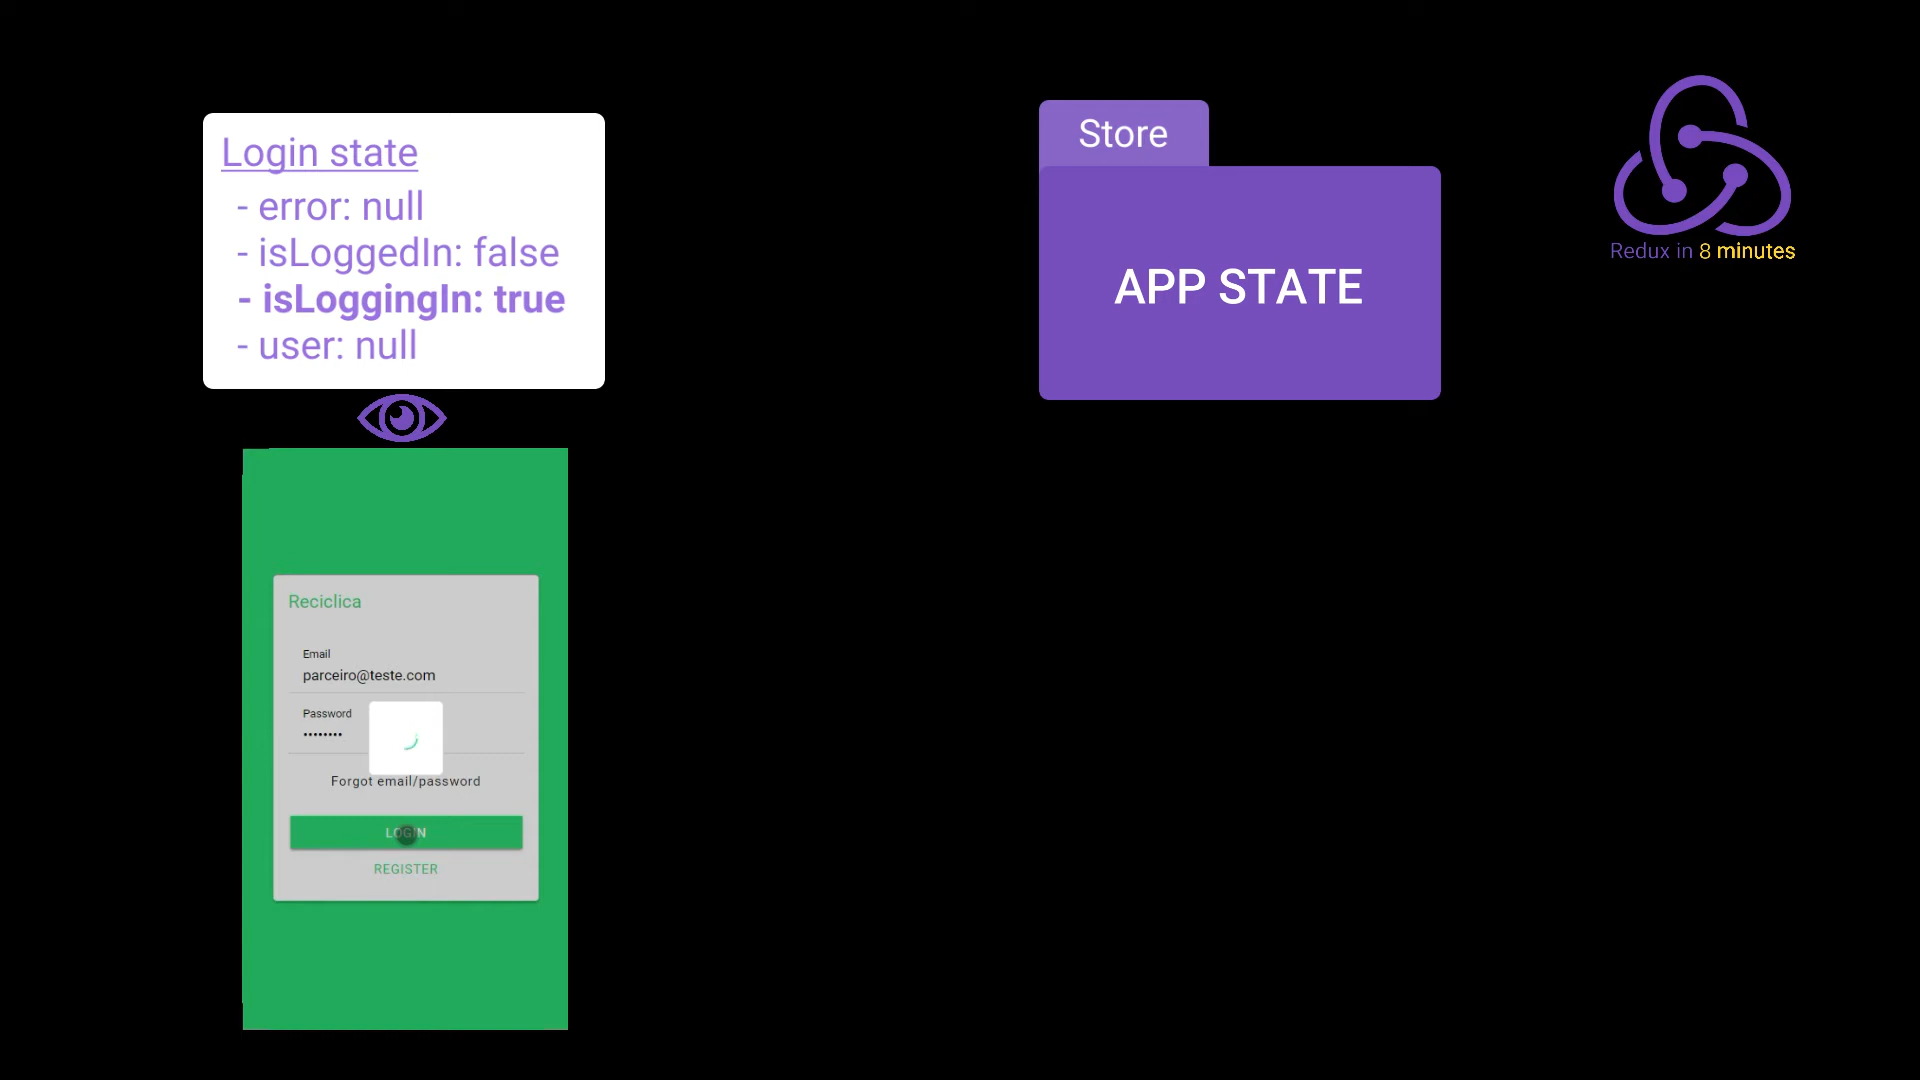 Login state
- error: null
- isLoggedIn: false
- isLoggingIn: true
- user: null
Store
APP STATE
Redux in 8 minutes
Reciclica
Email
parceiro@teste.com
Password
••••••••
Forgot email/password
LOGIN
REGISTER